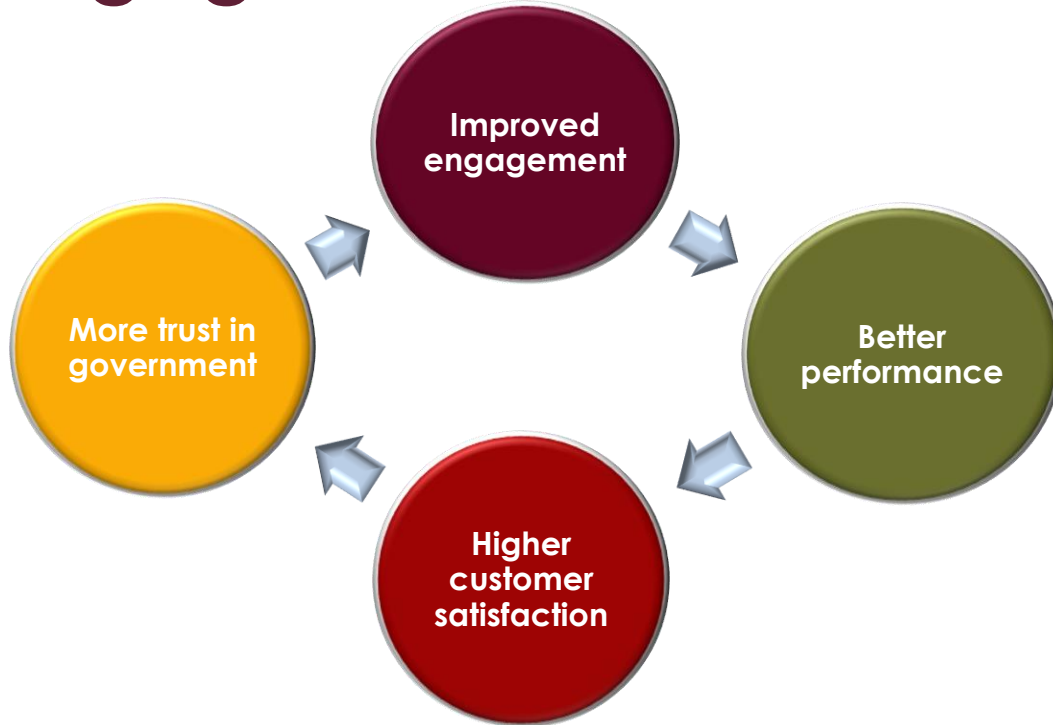 Improved
engagement
More trust in
government
Better
performance
Higher
customer
satisfaction